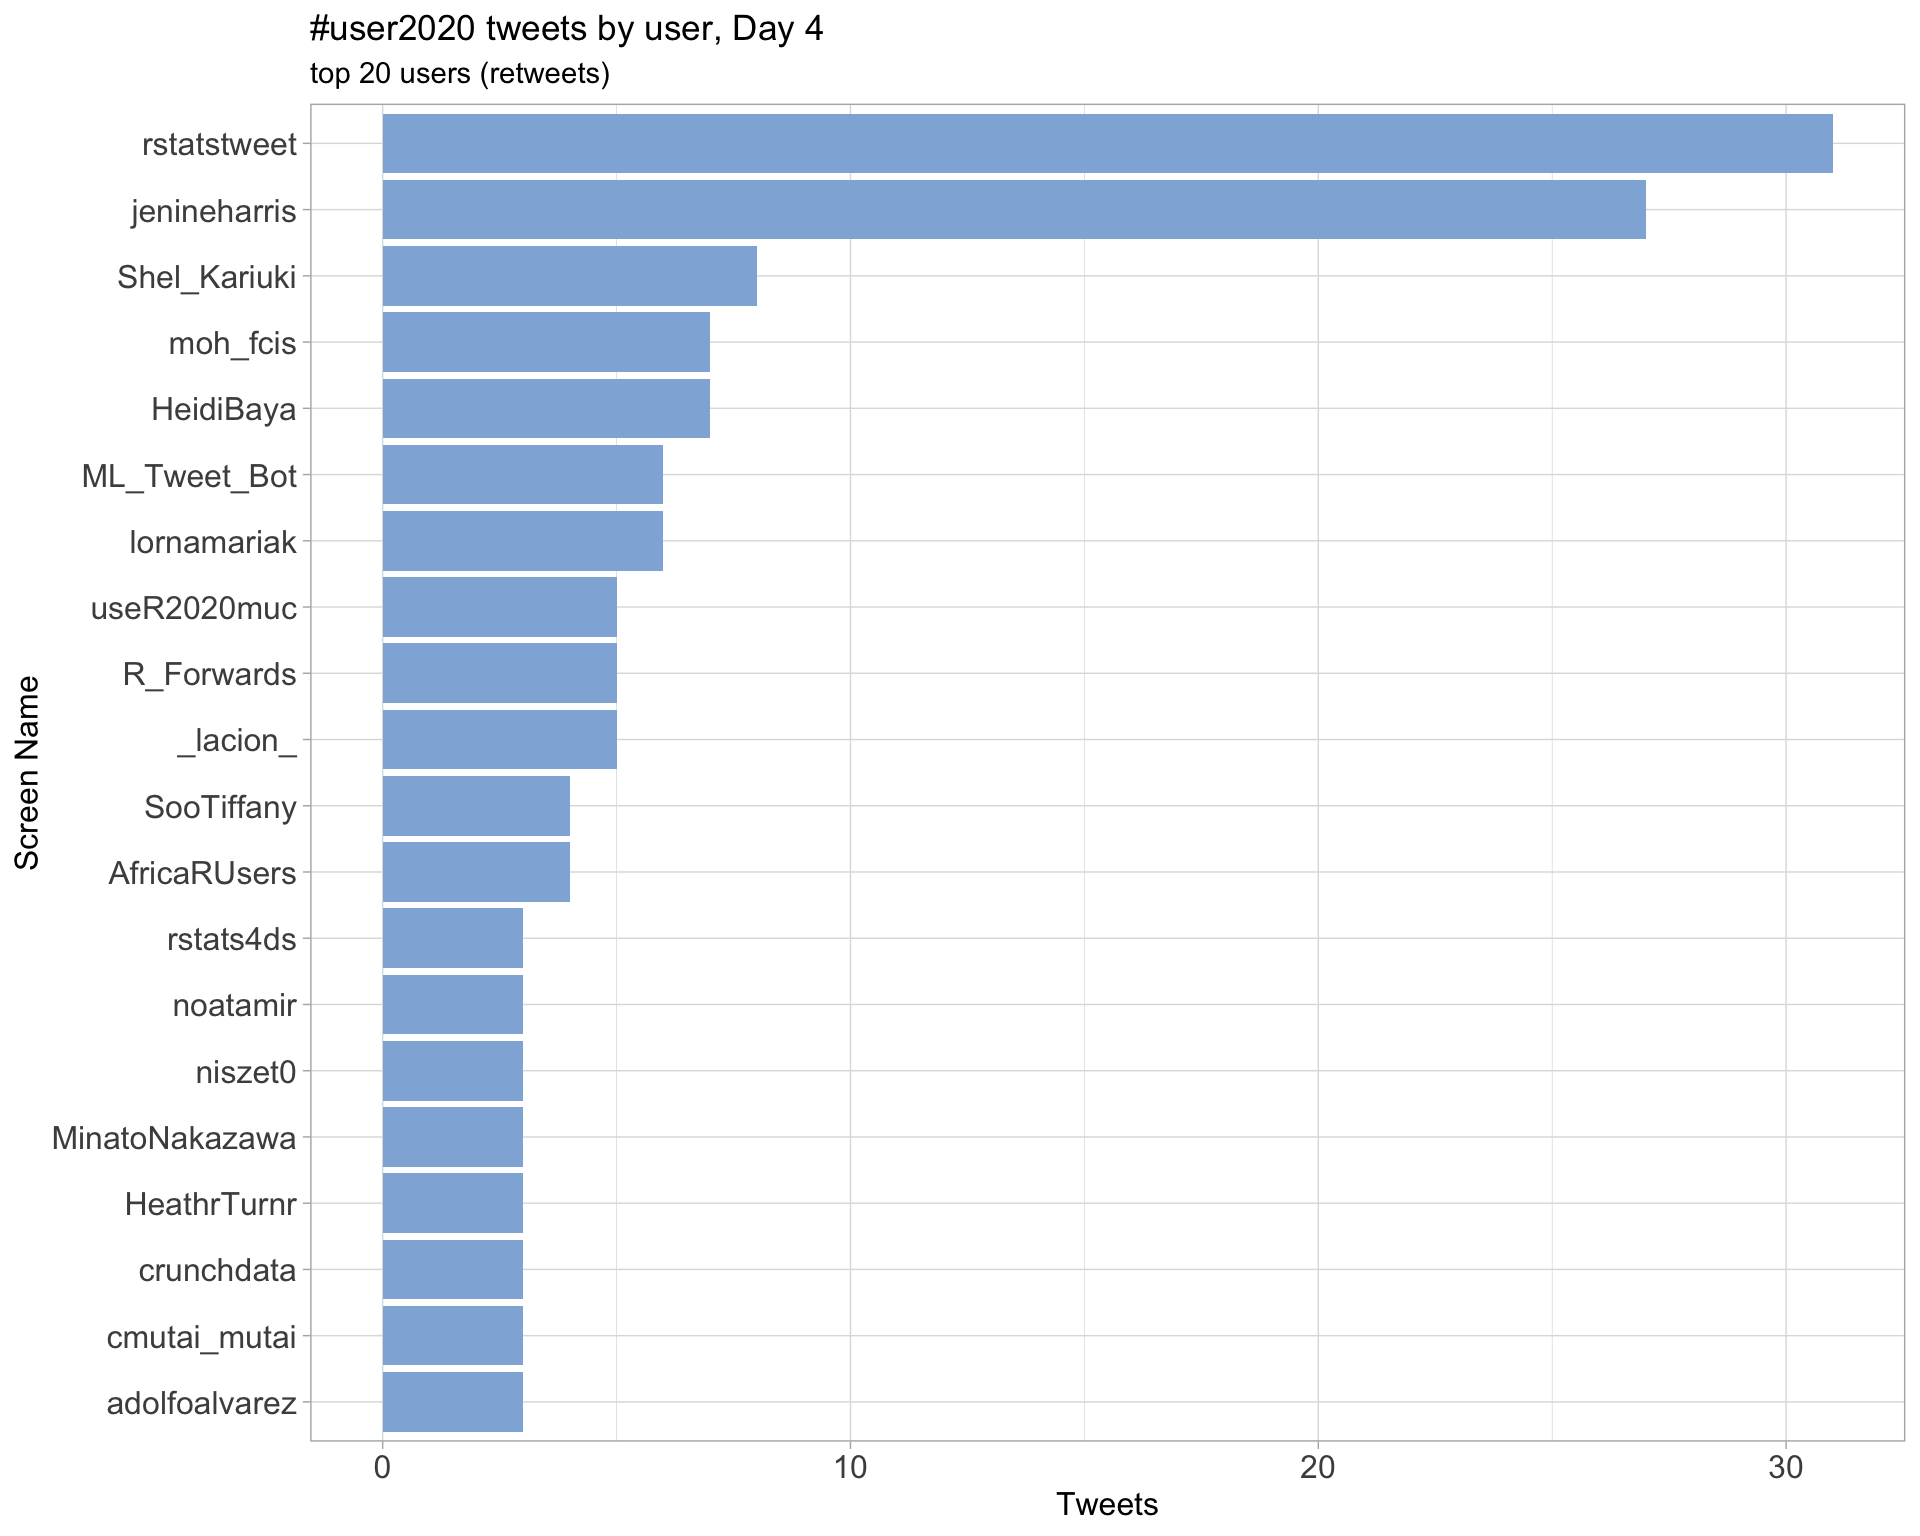 #user2020 tweets by user, Day 4
top 20 users (retweets)
Screen Name
rstatstweet
jenineharris
Shel_Kariuki
moh_fcis
HeidiBaya
ML_Tweet_Bot
lornamariak
useR2020muc
R_Forwards
_lacion_
SooTiffany
AfricaRUsers
rstats4ds
noatamir
niszet0
MinatoNakazawa
HeathrTurnr
crunchdata
cmutai_mutai
adolfoalvarez
0 10 20 30
Tweets